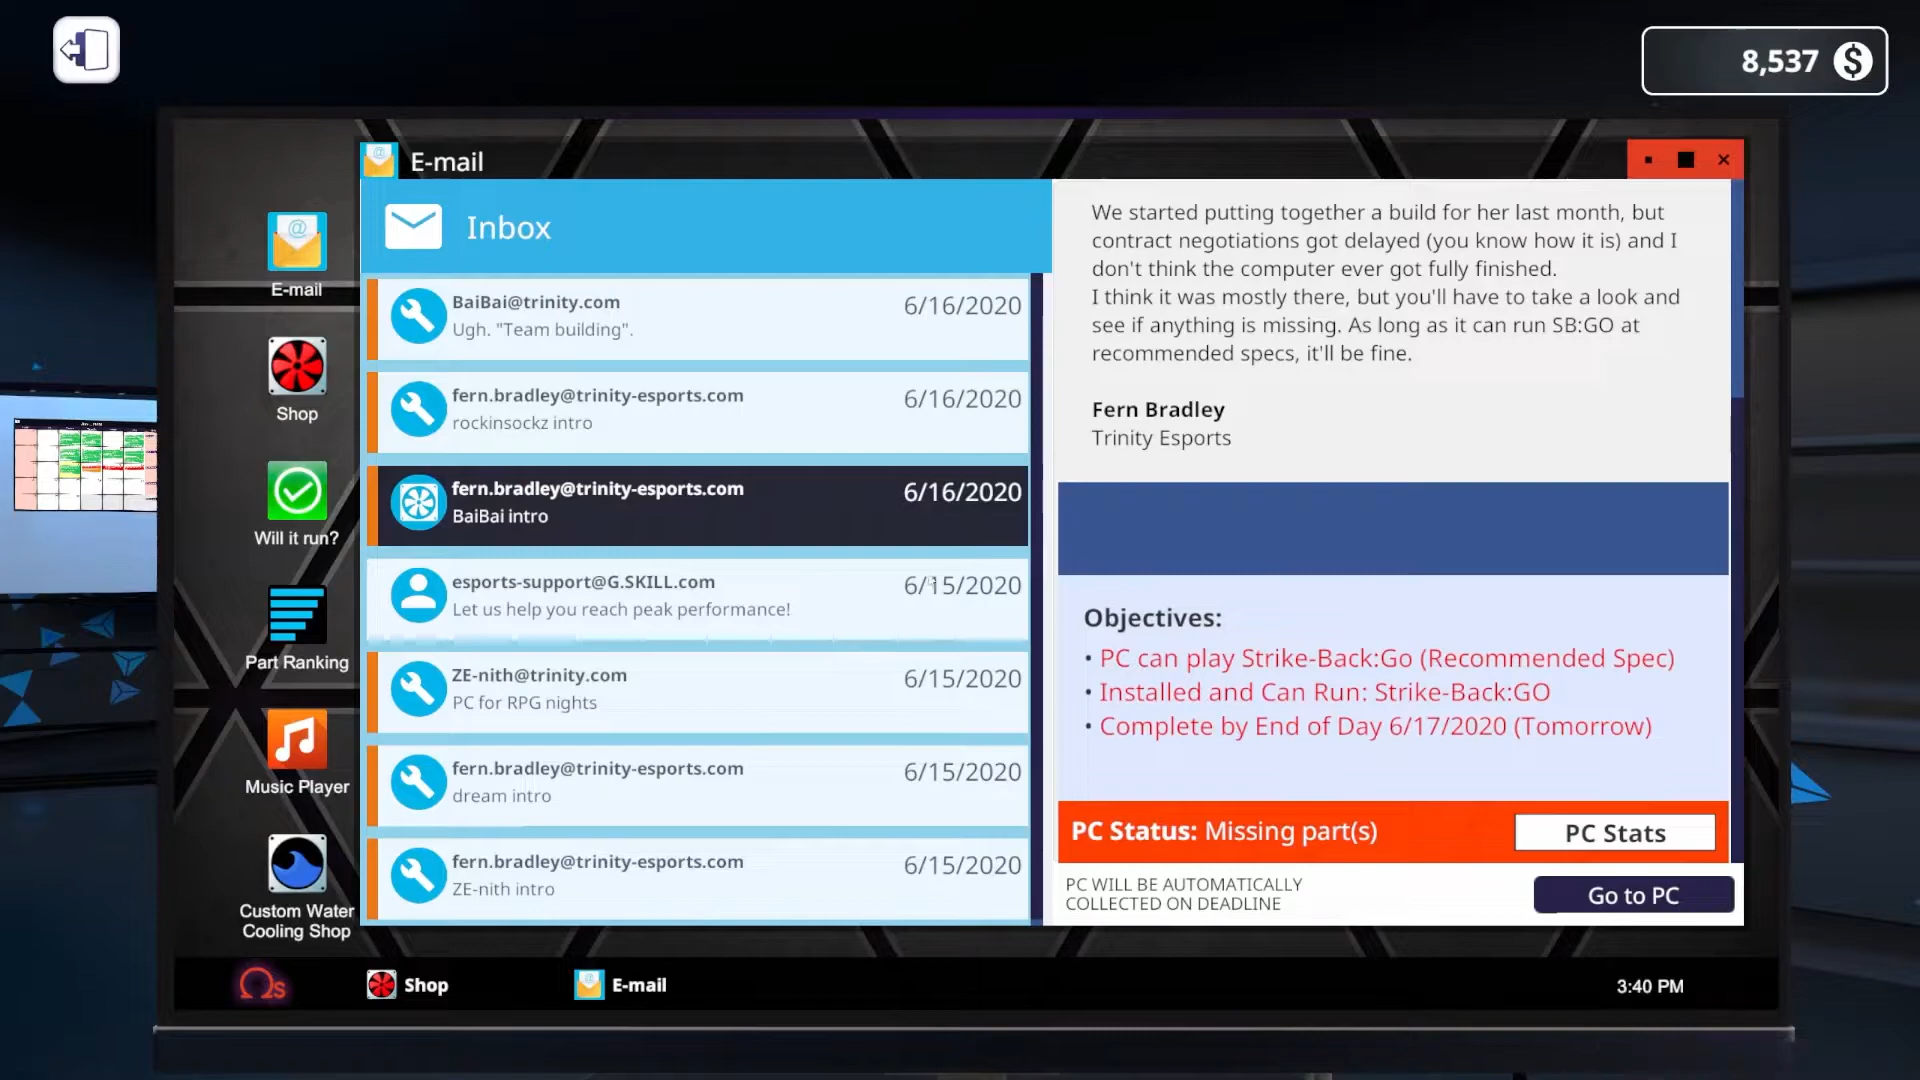 8,537
E-mail
Inbox
BaiBai@trinity.com
6/16/2020
Ugh. "Team building".
fern.bradley@trinity-esports.com
6/16/2020
rockinsockz intro
fern.bradley@trinity-esports.com
6/16/2020
BaiBai intro
esports-support@G.SKILL.com
6/15/2020
Let us help you reach peak performance!
ZE-nith@trinity.com
6/15/2020
PC for RPG nights
fern.bradley@trinity-esports.com
6/15/2020
dream intro
fern.bradley@trinity-esports.com
6/15/2020
ZE-nith intro
We started putting together a build for her last month, but
contract negotiations got delayed (you know how it is) and I
don't think the computer ever got fully finished.
I think it was mostly there, but you'll have to take a look and
see if anything is missing. As long as it can run SB:GO at
recommended specs, it'll be fine.
Fern Bradley
Trinity Esports
Objectives:
• PC can play Strike-Back:Go (Recommended Spec)
• Installed and Can Run: Strike-Back:GO
• Complete by End of Day 6/17/2020 (Tomorrow)
PC Status: Missing part(s)
PC Stats
PC WILL BE AUTOMATICALLY
COLLECTED ON DEADLINE
Go to PC
E-mail
Shop
Will it run?
Part Ranking
Music Player
Custom Water
Cooling Shop
Shop
E-mail
3:40 PM